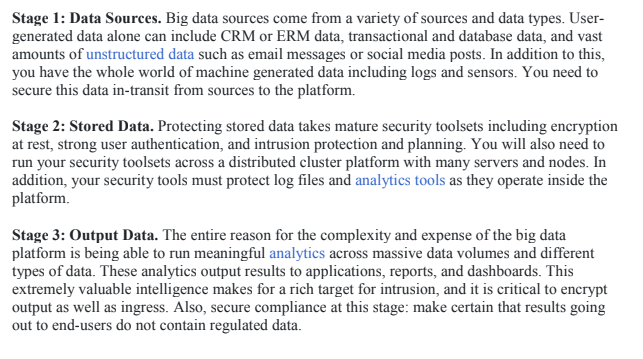 Stage 1: Data Sources. Big data sources come from a variety of sources and data types. User-
generated data alone can include CRM or ERM data, transactional and database data, and vast
amounts of unstructured data such as email messages or social media posts. In addition to this,
you have the whole world of machine generated data including logs and sensors. You need to
secure this data in-transit from sources to the platform.
Stage 2: Stored Data. Protecting stored data takes mature security toolsets including encryption
at rest, strong user authentication, and intrusion protection and planning. You will also need to
run your security toolsets across a distributed cluster platform with many servers and nodes. In
addition, your security tools must protect log files and analytics tools as they operate inside the
platform.
Stage 3: Output Data. The entire reason for the complexity and expense of the big data
platform is being able to run meaningful analytics across massive data volumes and different
types of data. These analytics output results to applications, reports, and dashboards. This
extremely valuable intelligence makes for a rich target for intrusion, and it is critical to encrypt
output as well as ingress. Also, secure compliance at this stage: make certain that results going
out to end-users do not contain regulated data.